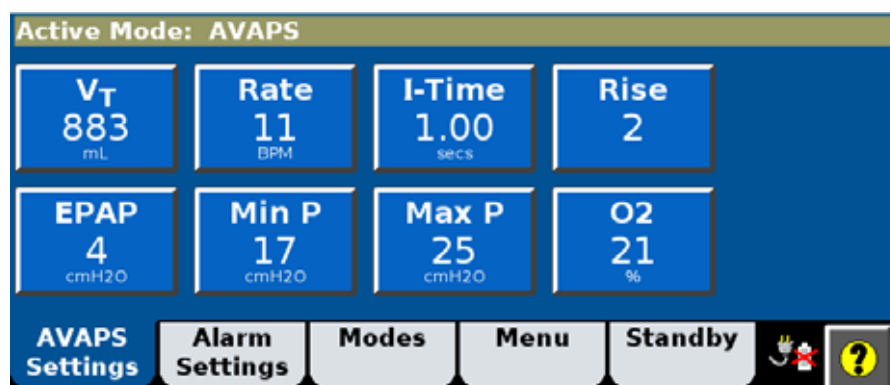 Active Mode: AVAPS
VT Rate I-Time Rise
883 11 1.00 2
mL BPM secs
EPAP Min P Max P O2
4 17 25 21
cmH2O cmH2O cmH2O %
AVAPS Alarm Modes Menu Standby ?
Settings Settings